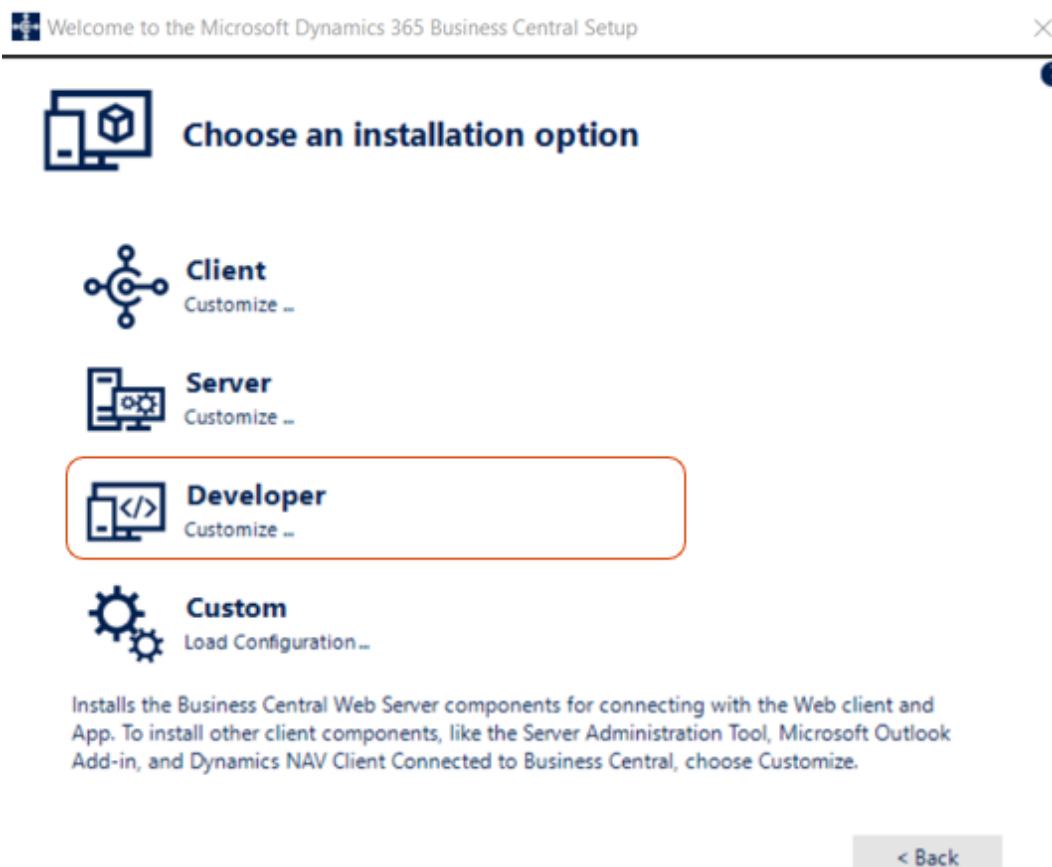 Welcome to the Microsoft Dynamics 365 Business Central Setup
Choose an installation option
Client
Customize ...
Server
Customize ...
Developer
Customize ...
Custom
Load Configuration...
Installs the Business Central Web Server components for connecting with the Web client and
App. To install other client components, like the Server Administration Tool, Microsoft Outlook
Add-in, and Dynamics NAV Client Connected to Business Central, choose Customize.
< Back